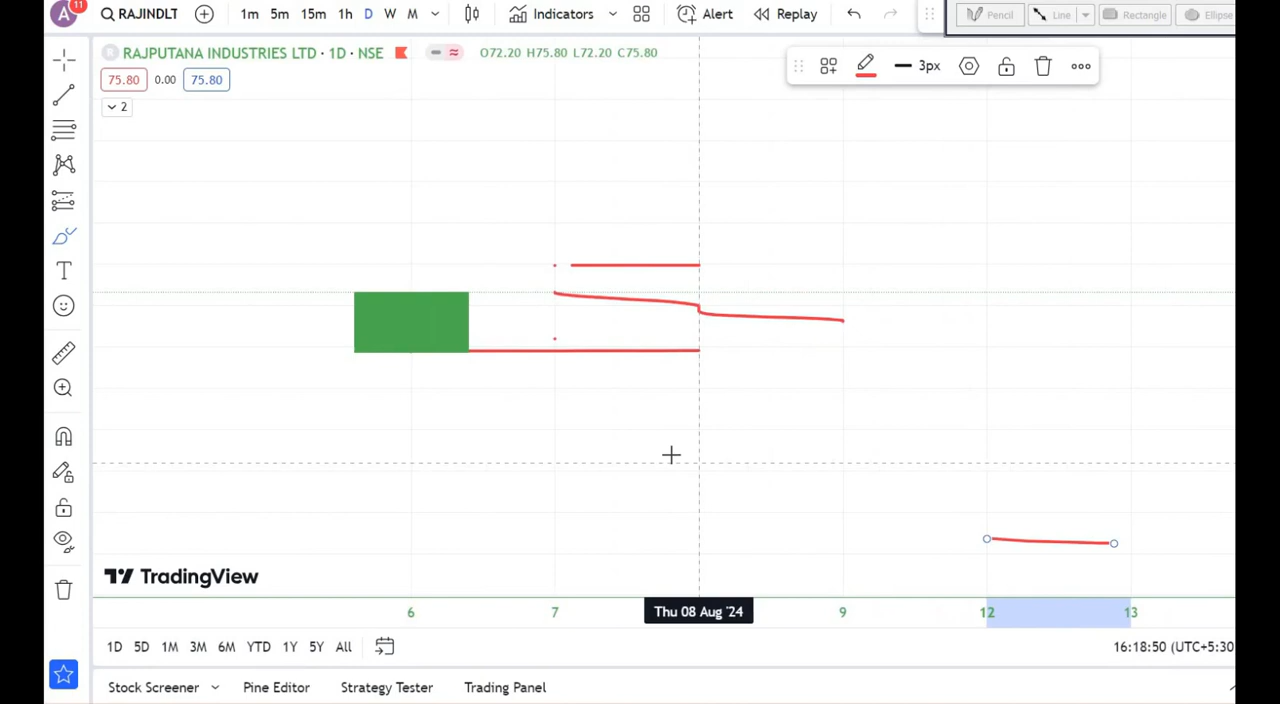 A 11 RAJINDLT 1m 5m 15m 1h D W M Indicators Alert Replay Pencil Line Rectangle Ellipse
R RAJPUTANA INDUSTRIES LTD · 1D · NSE O72.20 H75.80 L72.20 C75.80
3px
75.80 0.00 75.80
2
T
TradingView
6 7 Thu 08 Aug '24 9 12 13
1D 5D 1M 3M 6M YTD 1Y 5Y All 16:18:50 (UTC+5:30
Stock Screener Pine Editor Strategy Tester Trading Panel